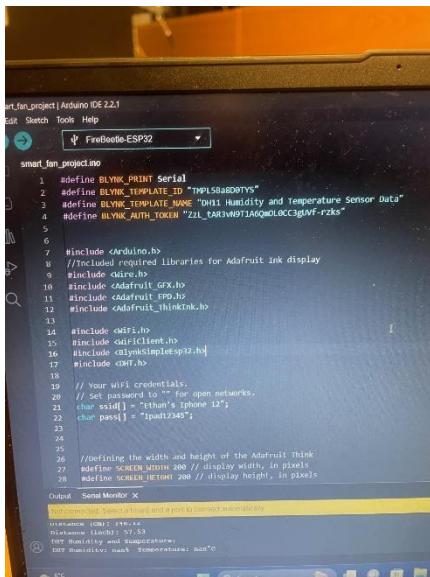 art_fan_project | Arduino IDE 2.2.1
Edit Sketch Tools Help
FireBeetle-ESP32
smart_fan_project.ino
1 #define BLYNK_PRINT Serial
2 #define BLYNK_TEMPLATE_ID "TMPL58a8D0TYS"
3 #define BLYNK_TEMPLATE_NAME "DH11 Humidity and Temperature Sensor Data"
4 #define BLYNK_AUTH_TOKEN "ZzL_tAR3vN9T1A6QmOL0CC3gUVf-rzks"
5
6
7 #include <Arduino.h>
8 //Included required libraries for Adafruit Ink display
9 #include <Wire.h>
10 #include <Adafruit_GFX.h>
11 #include <Adafruit_EPD.h>
12 #include <Adafruit_ThinkInk.h>
13
14 #include <WiFi.h>
15 #include <WiFiClient.h>
16 #include <BlynkSimpleEsp32.h>
17 #include <DHT.h>
18
19 // Your WiFi credentials.
20 // Set password to "" for open networks.
21 char ssid[] = "Ethan's Iphone 12";
22 char pass[] = "Ipad12345";
23
24
25
26 //Defining the width and height of the Adafruit Think
27 #define SCREEN_WIDTH 200 // display width, in pixels
28 #define SCREEN_HEIGHT 200 // display height, in pixels
Output Serial Monitor ×
Not connected. Select a board and a port to connect automatically.
Distance (cm): 146.12
Distance (inch): 57.53
DHT Humidity and Temperature:
DHT Humidity: nan% Temperature: nan°C
6°C